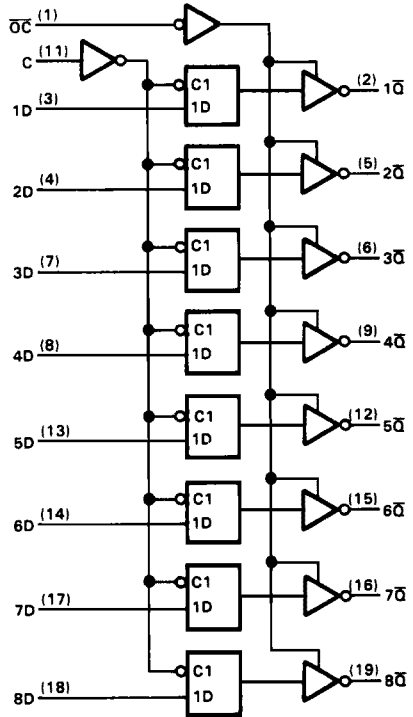 O̅C̅ (1)
C (11)
C1
1D (3) 1D (2) 1Q̅
C1
2D (4) 1D (5) 2Q̅
C1
3D (7) 1D (6) 3Q̅
C1
4D (8) 1D (9) 4Q̅
C1
5D (13) 1D (12) 5Q̅
C1
6D (14) 1D (15) 6Q̅
C1
7D (17) 1D (16) 7Q̅
C1
8D (18) 1D (19) 8Q̅